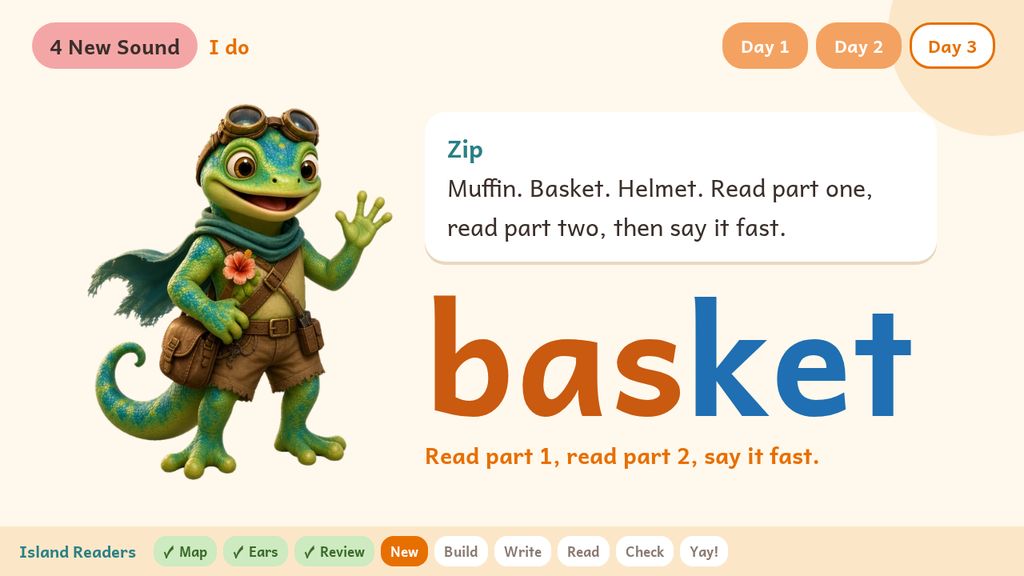 4 New Sound
I do
Day 1
Day 2
Day 3
Zip
Muffin. Basket. Helmet. Read part one,
read part two, then say it fast.
basket
Read part 1, read part 2, say it fast.
Island Readers
✓ Map
✓ Ears
✓ Review
New
Build
Write
Read
Check
Yay!